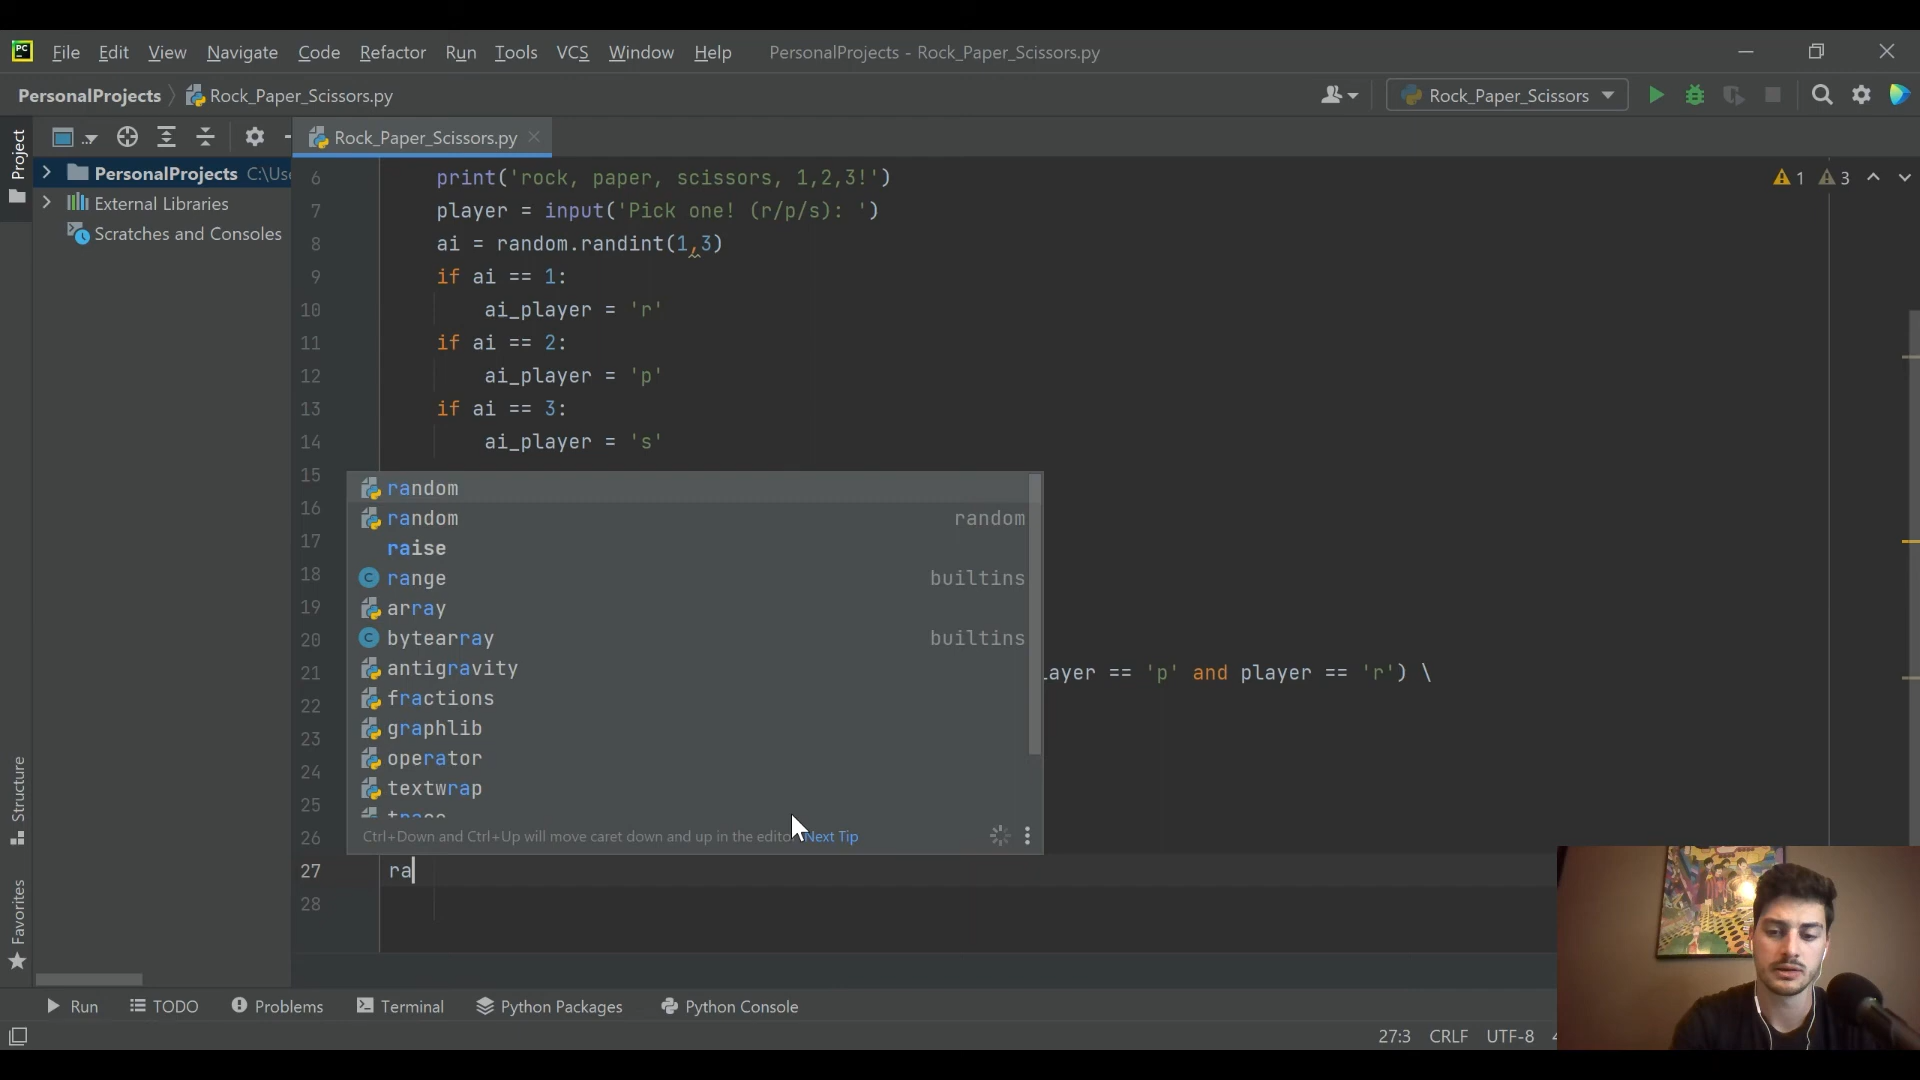 PC File Edit View Navigate Code Refactor Run Tools VCS Window Help PersonalProjects - Rock_Paper_Scissors.py
PersonalProjects Rock_Paper_Scissors.py Rock_Paper_Scissors
Project
Rock_Paper_Scissors.py
PersonalProjects C:\Use
External Libraries
Scratches and Consoles
6 print('rock, paper, scissors, 1,2,3!')
1 3
7 player = input('Pick one! (r/p/s): ')
8 ai = random.randint(1,3)
9 if ai == 1:
10 ai_player = 'r'
11 if ai == 2:
12 ai_player = 'p'
13 if ai == 3:
14 ai_player = 's'
15
random
16
random random
17
raise
18
range builtins
19
array
20
bytearray builtins
21 layer == 'p' and player == 'r') \
antigravity
22
fractions
23
graphlib
24
operator
25
textwrap
26
Ctrl+Down and Ctrl+Up will move caret down and up in the editor Next Tip
27 ra
28
Structure
Favorites
Run TODO Problems Terminal Python Packages Python Console
27:3 CRLF UTF-8